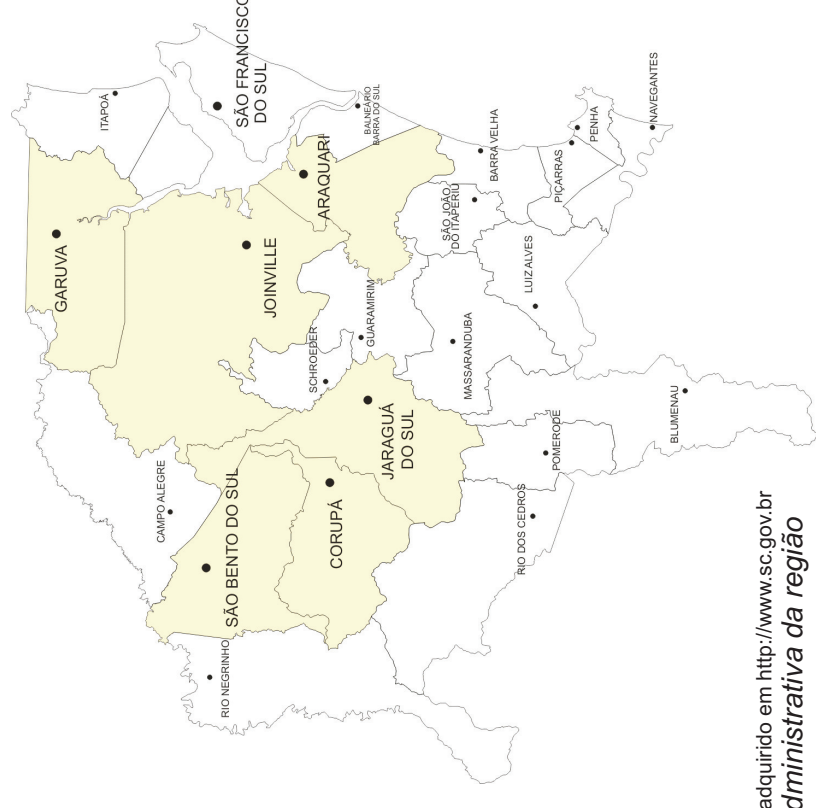 ITAPOÁ
SÃO FRANCISCO
DO SUL
GARUVA
JOINVILLE
ARAQUARI
BALNEÁRIO
BARRA DO SUL
BARRA VELHA
SÃO JOÃO
DO ITAPERIÚ
PIÇARRAS
PENHA
NAVEGANTES
LUIZ ALVES
GUARAMIRIM
SCHROEDER
MASSARANDUBA
CAMPO ALEGRE
SÃO BENTO DO SUL
CORUPÁ
JARAGUÁ
DO SUL
RIO NEGRINHO
RIO DOS CEDROS
POMERODE
BLUMENAU
adquirido em http://www.sc.gov.br
dministrativa da região